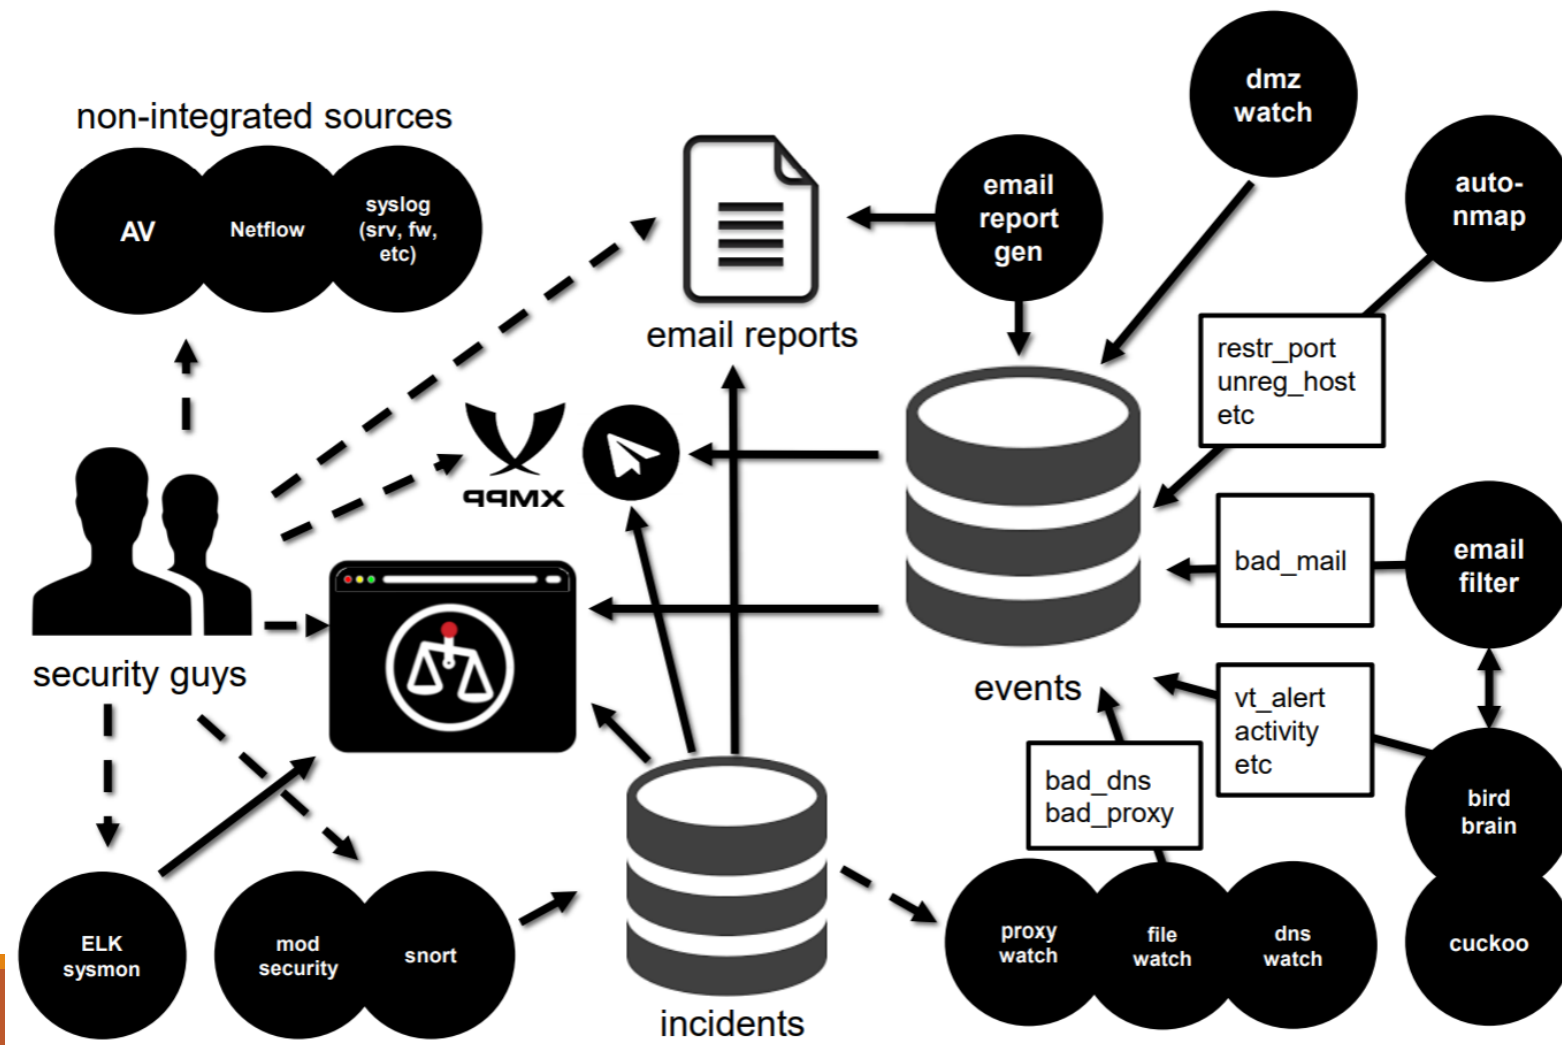 non-integrated sources
AV
Netflow
syslog
(srv, fw,
etc)
email reports
email
report
gen
dmz
watch
auto-
nmap
restr_port
unreg_host
etc
XMPP
bad_mail
email
filter
security guys
events
vt_alert
activity
etc
bad_dns
bad_proxy
bird
brain
ELK
sysmon
mod
security
snort
incidents
proxy
watch
file
watch
dns
watch
cuckoo